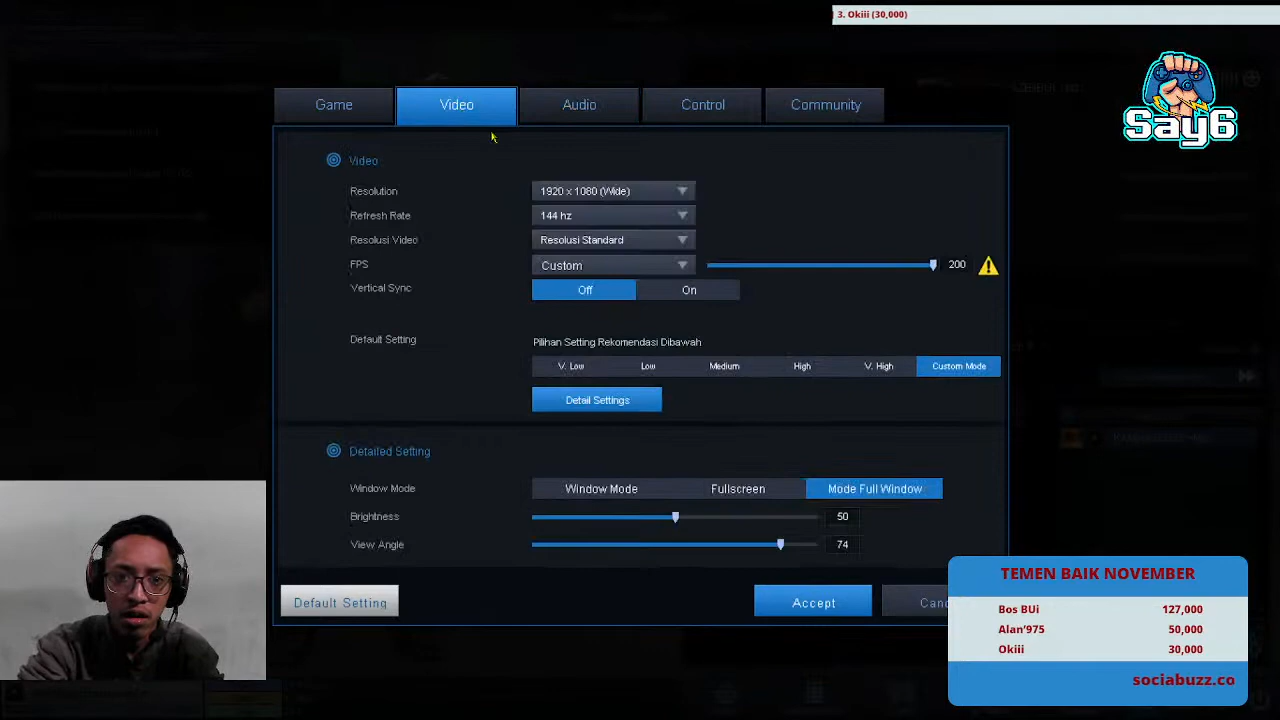 3. Okiii (30,000)
Say6
Game Video Audio Control Community
Video
Resolution 1920 x 1080 (Wide)
Refresh Rate 144 hz
Resolusi Video Resolusi Standard
FPS Custom 200
Vertical Sync Off On
Default Setting Pilihan Setting Rekomendasi Dibawah
V. Low Low Medium High V. High Custom Mode
Detail Settings
Detailed Setting
Window Mode Window Mode Fullscreen Mode Full Window
Brightness 50
View Angle 74
Default Setting Accept Canc
TEMEN BAIK NOVEMBER
Bos BUi 127,000
Alan'975 50,000
Okiii 30,000
sociabuzz.co